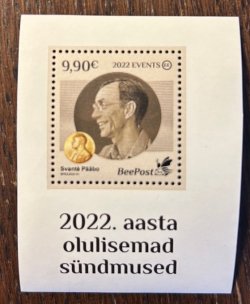 9,90€ 2022 EVENTS
Svante Pääbo
BeePost
2022. aasta
olulisemad
sündmused